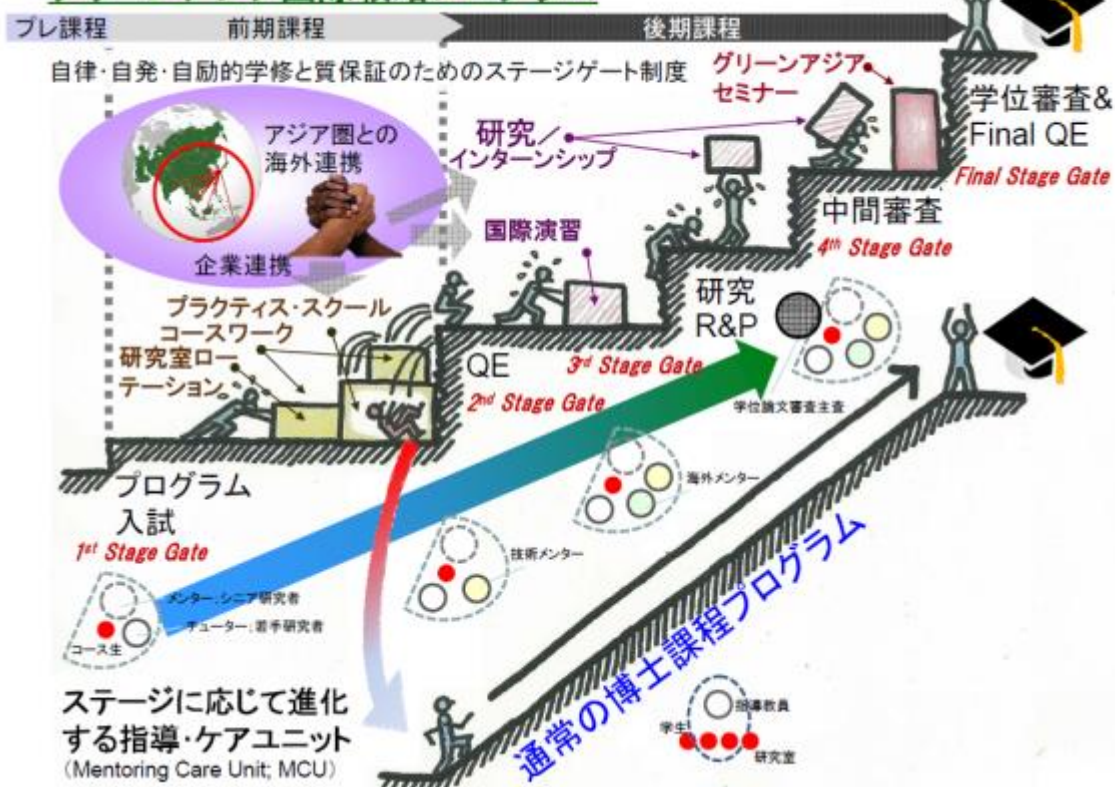 プレ課程
前期課程
後期課程
自律・自発・自励的学修と質保証のためのステージゲート制度
グリーンアジア
セミナー
学位審査&
Final QE
Final Stage Gate
アジア圏との
海外連携
企業連携
研究/
インターンシップ
国際演習
中間審査
4th Stage Gate
プラクティス・スクール
コースワーク
研究室ロー
テーション
QE
2nd Stage Gate
3rd Stage Gate
研究
R&P
学位論文審査主査
プログラム
入試
1st Stage Gate
海外メンター
技術メンター
メンター;シニア研究者
チューター;若手研究者
コース生
ステージに応じて進化
する指導・ケアユニット
(Mentoring Care Unit; MCU)
通常の博士課程プログラム
指導教員
学生
研究室